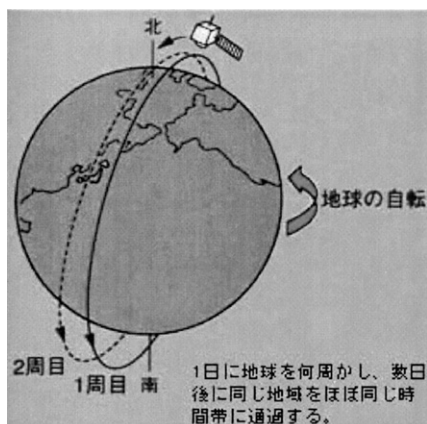 北
地球の自転
2周目
1周目
南
1日に地球を何周かし、数日
後に同じ地域をほぼ同じ時
間帯に通過する。